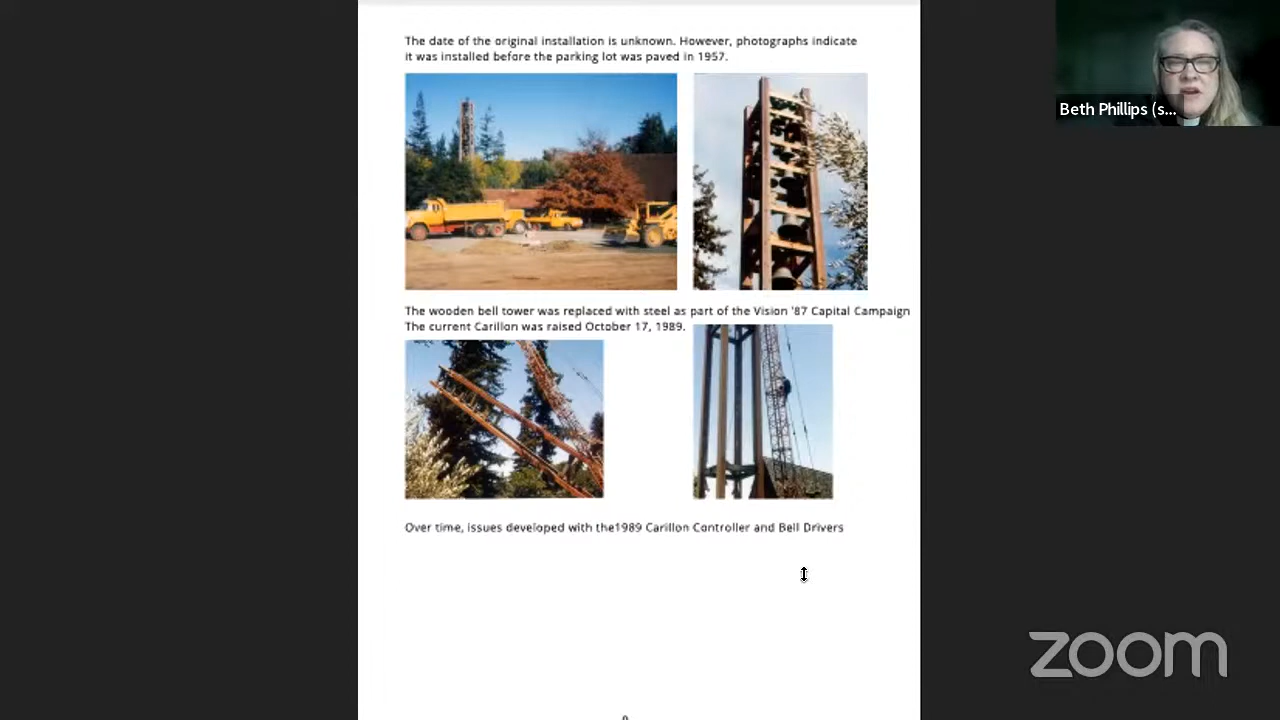 The date of the original installation is unknown. However, photographs indicate
it was installed before the parking lot was paved in 1957.
The wooden bell tower was replaced with steel as part of the Vision '87 Capital Campaign
The current Carillon was raised October 17, 1989.
Over time, issues developed with the1989 Carillon Controller and Bell Drivers
Beth Phillips (s...
zoom